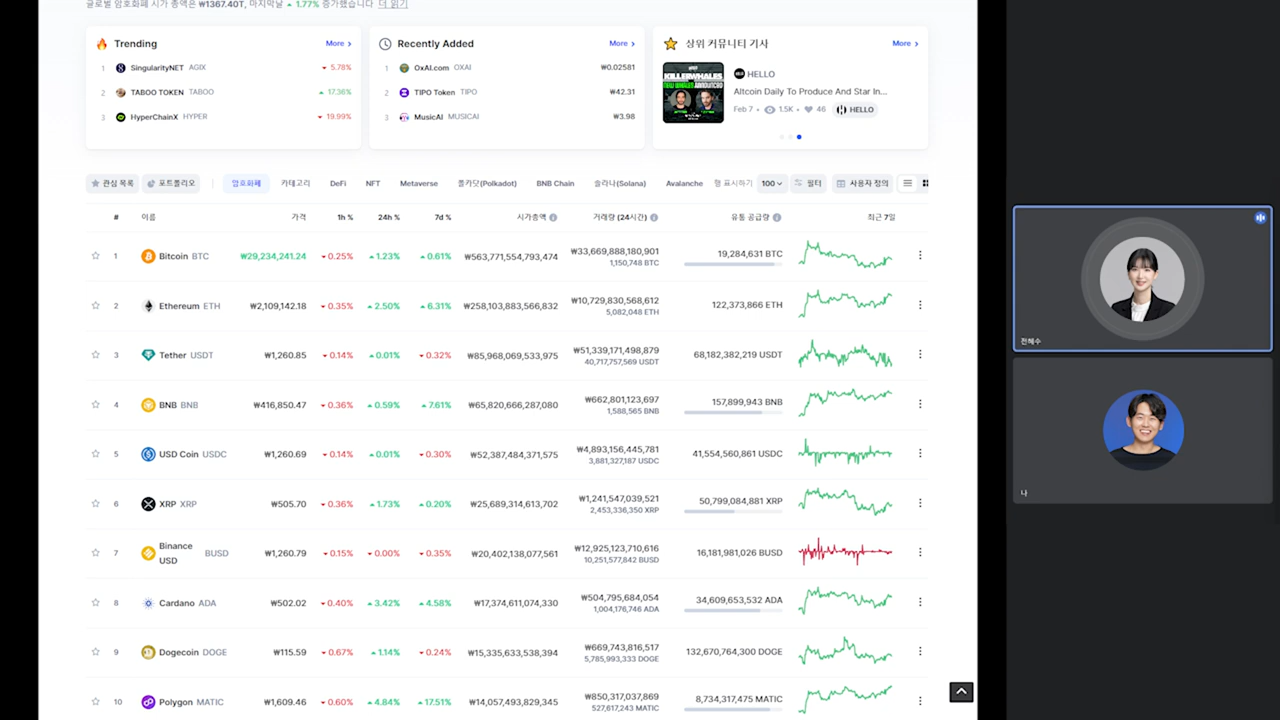 글로벌 암호화폐 시가 총액은 ₩1367.40T, 마지막날 1.77% 증가했습니다 더 읽기
Trending More
1 SingularityNET AGIX 5.78%
2 TABOO TOKEN TABOO 17.36%
3 HyperChainX HYPER 19.99%
Recently Added More
1 OxAI.com OXAI ₩0.02581
2 TIPO Token TIPO ₩42.31
3 MusicAI MUSICAI ₩3.98
상위 커뮤니티 기사 More
KILLERWHALES
HELLO
Altcoin Daily To Produce And Star In...
Feb 7 • 1.5K • 46 HELLO
관심 목록 포트폴리오 암호화폐 카테고리 DeFi NFT Metaverse 폴카닷(Polkadot) BNB Chain 솔라나(Solana) Avalanche 행 표시하기 100 필터 사용자 정의
# 이름 가격 1h % 24h % 7d % 시가총액 거래량 (24시간) 유통 공급량 최근 7일
1 Bitcoin BTC ₩29,234,241.24 0.25% 1.23% 0.61% ₩563,771,554,793,474 ₩33,669,888,180,901 19,284,631 BTC
1,150,748 BTC
2 Ethereum ETH ₩2,109,142.18 0.35% 2.50% 6.31% ₩258,103,883,566,832 ₩10,729,830,568,612 122,373,866 ETH
5,082,048 ETH
3 Tether USDT ₩1,260.85 0.14% 0.01% 0.32% ₩85,968,069,533,975 ₩51,339,171,498,879 68,182,382,219 USDT
40,717,757,569 USDT
4 BNB BNB ₩416,850.47 0.36% 0.59% 7.61% ₩65,820,666,287,080 ₩662,801,123,697 157,899,943 BNB
1,588,565 BNB
5 USD Coin USDC ₩1,260.69 0.14% 0.01% 0.30% ₩52,387,484,371,575 ₩4,893,156,445,781 41,554,560,861 USDC
3,881,327,187 USDC
6 XRP XRP ₩505.70 0.36% 1.73% 0.20% ₩25,689,314,613,702 ₩1,241,547,039,521 50,799,084,881 XRP
2,453,336,350 XRP
7 Binance USD BUSD ₩1,260.79 0.15% 0.00% 0.35% ₩20,402,138,077,561 ₩12,925,123,710,616 16,181,981,026 BUSD
10,251,577,842 BUSD
8 Cardano ADA ₩502.02 0.40% 3.42% 4.58% ₩17,374,611,074,330 ₩504,795,684,054 34,609,653,532 ADA
1,004,176,746 ADA
9 Dogecoin DOGE ₩115.59 0.67% 1.14% 0.24% ₩15,335,633,538,394 ₩669,743,816,517 132,670,764,300 DOGE
5,785,993,333 DOGE
10 Polygon MATIC ₩1,609.46 0.60% 4.84% 17.51% ₩14,057,493,829,345 ₩850,317,037,869 8,734,317,475 MATIC
527,617,243 MATIC
전혜수
나